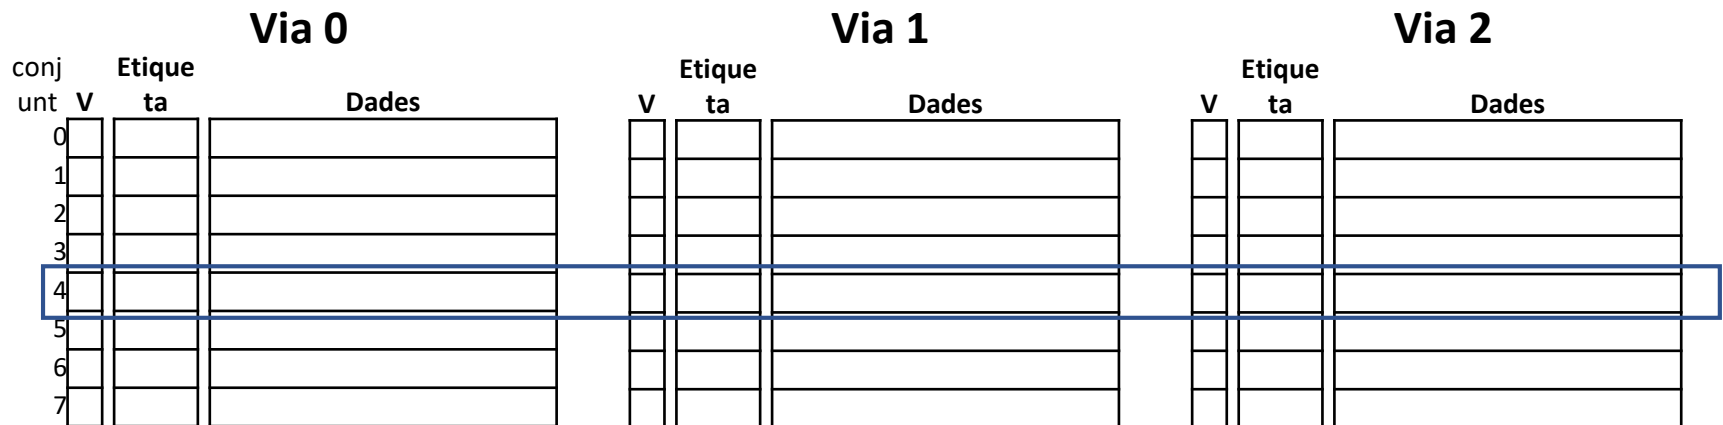 Via 0 Via 1 Via 2
conj Etique Etique Etique
unt V ta Dades V ta Dades V ta Dades
0
1
2
3
4
5
6
7